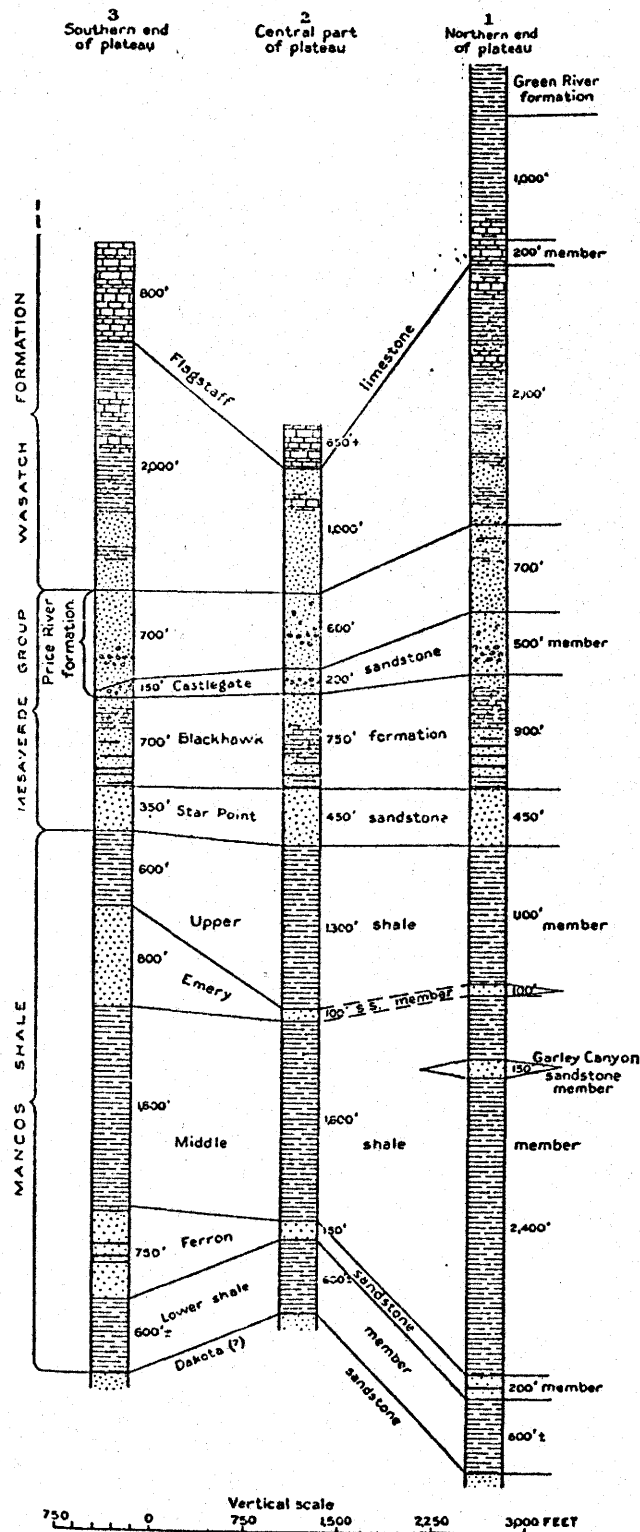 3
Southern end
of plateau
2
Central part
of plateau
1
Northern end
of plateau
Green River
formation
1,000'
200' member
800'
Flagstaff
limestone
650'+
2,100'
WASATCH FORMATION
2,000'
1,000'
700'
MESAVERDE GROUP
Price River
formation
700'
600'
500' member
150' Castlegate
200'
sandstone
700' Blackhawk
750' formation
900'
350' Star Point
450' sandstone
450'
MANCOS SHALE
600'
Upper
1,300' shale
member
800'
Emery
100' S.S. member
100'
Garley Canyon
sandstone
member
150'
Middle
shale
member
2,400'
750' Ferron
150'
sandstone
member
200' member
600'±
Lower shale
600'±
Dakota (?)
sandstone
Vertical scale
750 0 750 1,500 2,250 3,000 FEET